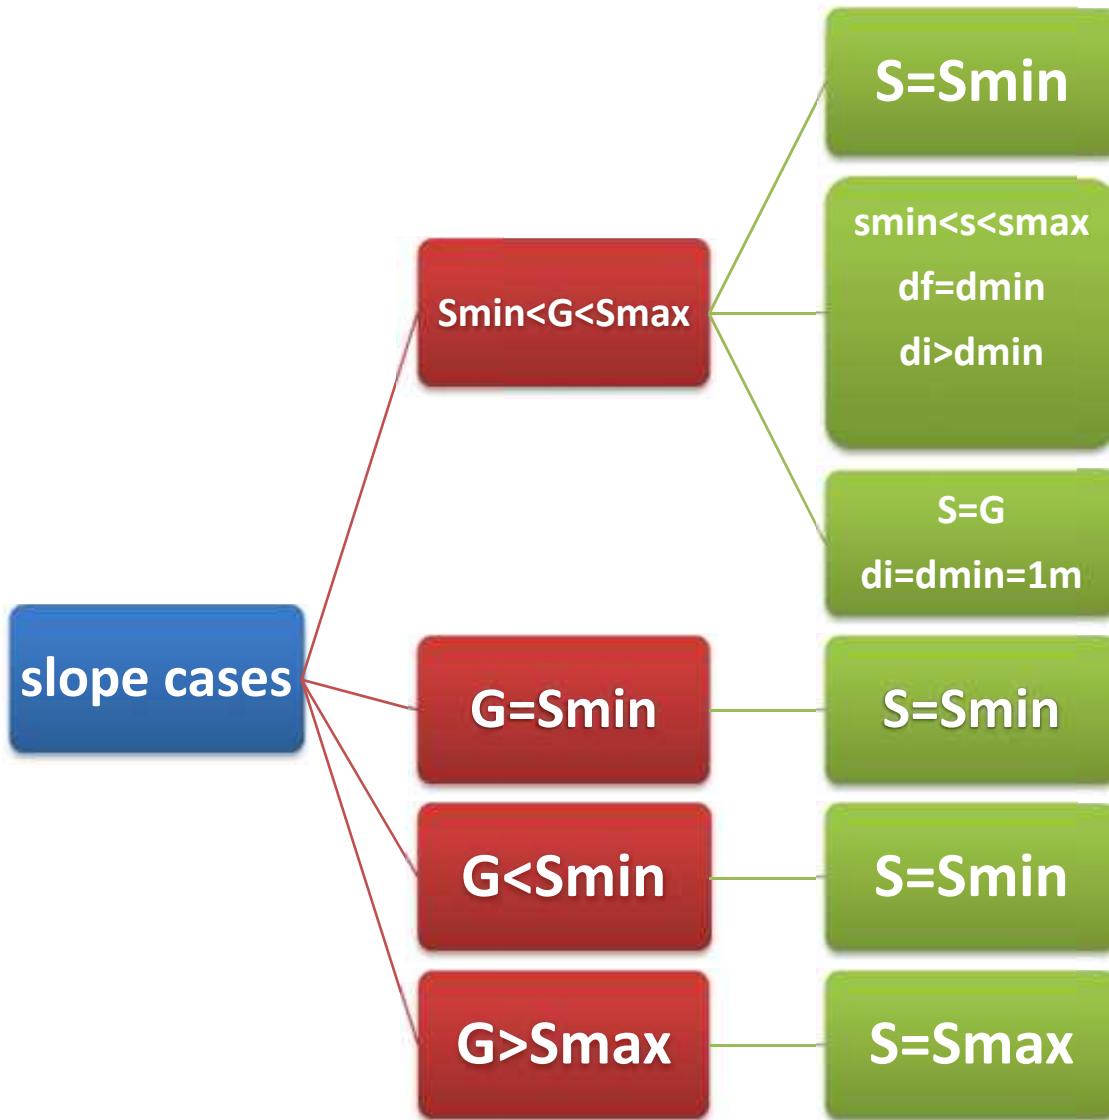 slope cases
Smin<G<Smax
S=Smin
smin<s<smax
df=dmin
di>dmin
S=G
di=dmin=1m
G=Smin
S=Smin
G<Smin
S=Smin
G>Smax
S=Smax